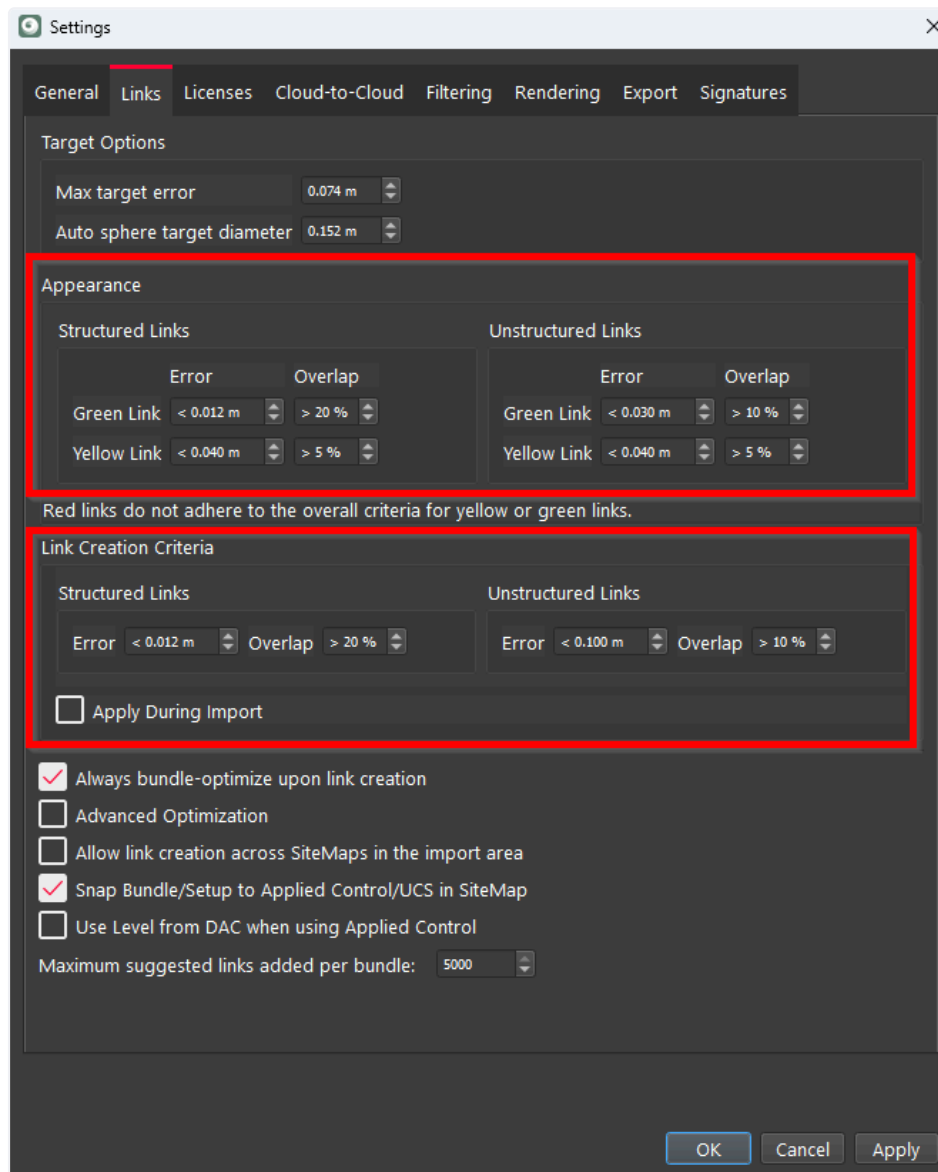 Settings
General Links Licenses Cloud-to-Cloud Filtering Rendering Export Signatures
Target Options
Max target error 0.074 m
Auto sphere target diameter 0.152 m
Appearance
Structured Links Unstructured Links
Error Overlap Error Overlap
Green Link < 0.012 m > 20 % Green Link < 0.030 m > 10 %
Yellow Link < 0.040 m > 5 % Yellow Link < 0.040 m > 5 %
Red links do not adhere to the overall criteria for yellow or green links.
Link Creation Criteria
Structured Links Unstructured Links
Error < 0.012 m Overlap > 20 % Error < 0.100 m Overlap > 10 %
Apply During Import
Always bundle-optimize upon link creation
Advanced Optimization
Allow link creation across SiteMaps in the import area
Snap Bundle/Setup to Applied Control/UCS in SiteMap
Use Level from DAC when using Applied Control
Maximum suggested links added per bundle: 5000
OK Cancel Apply